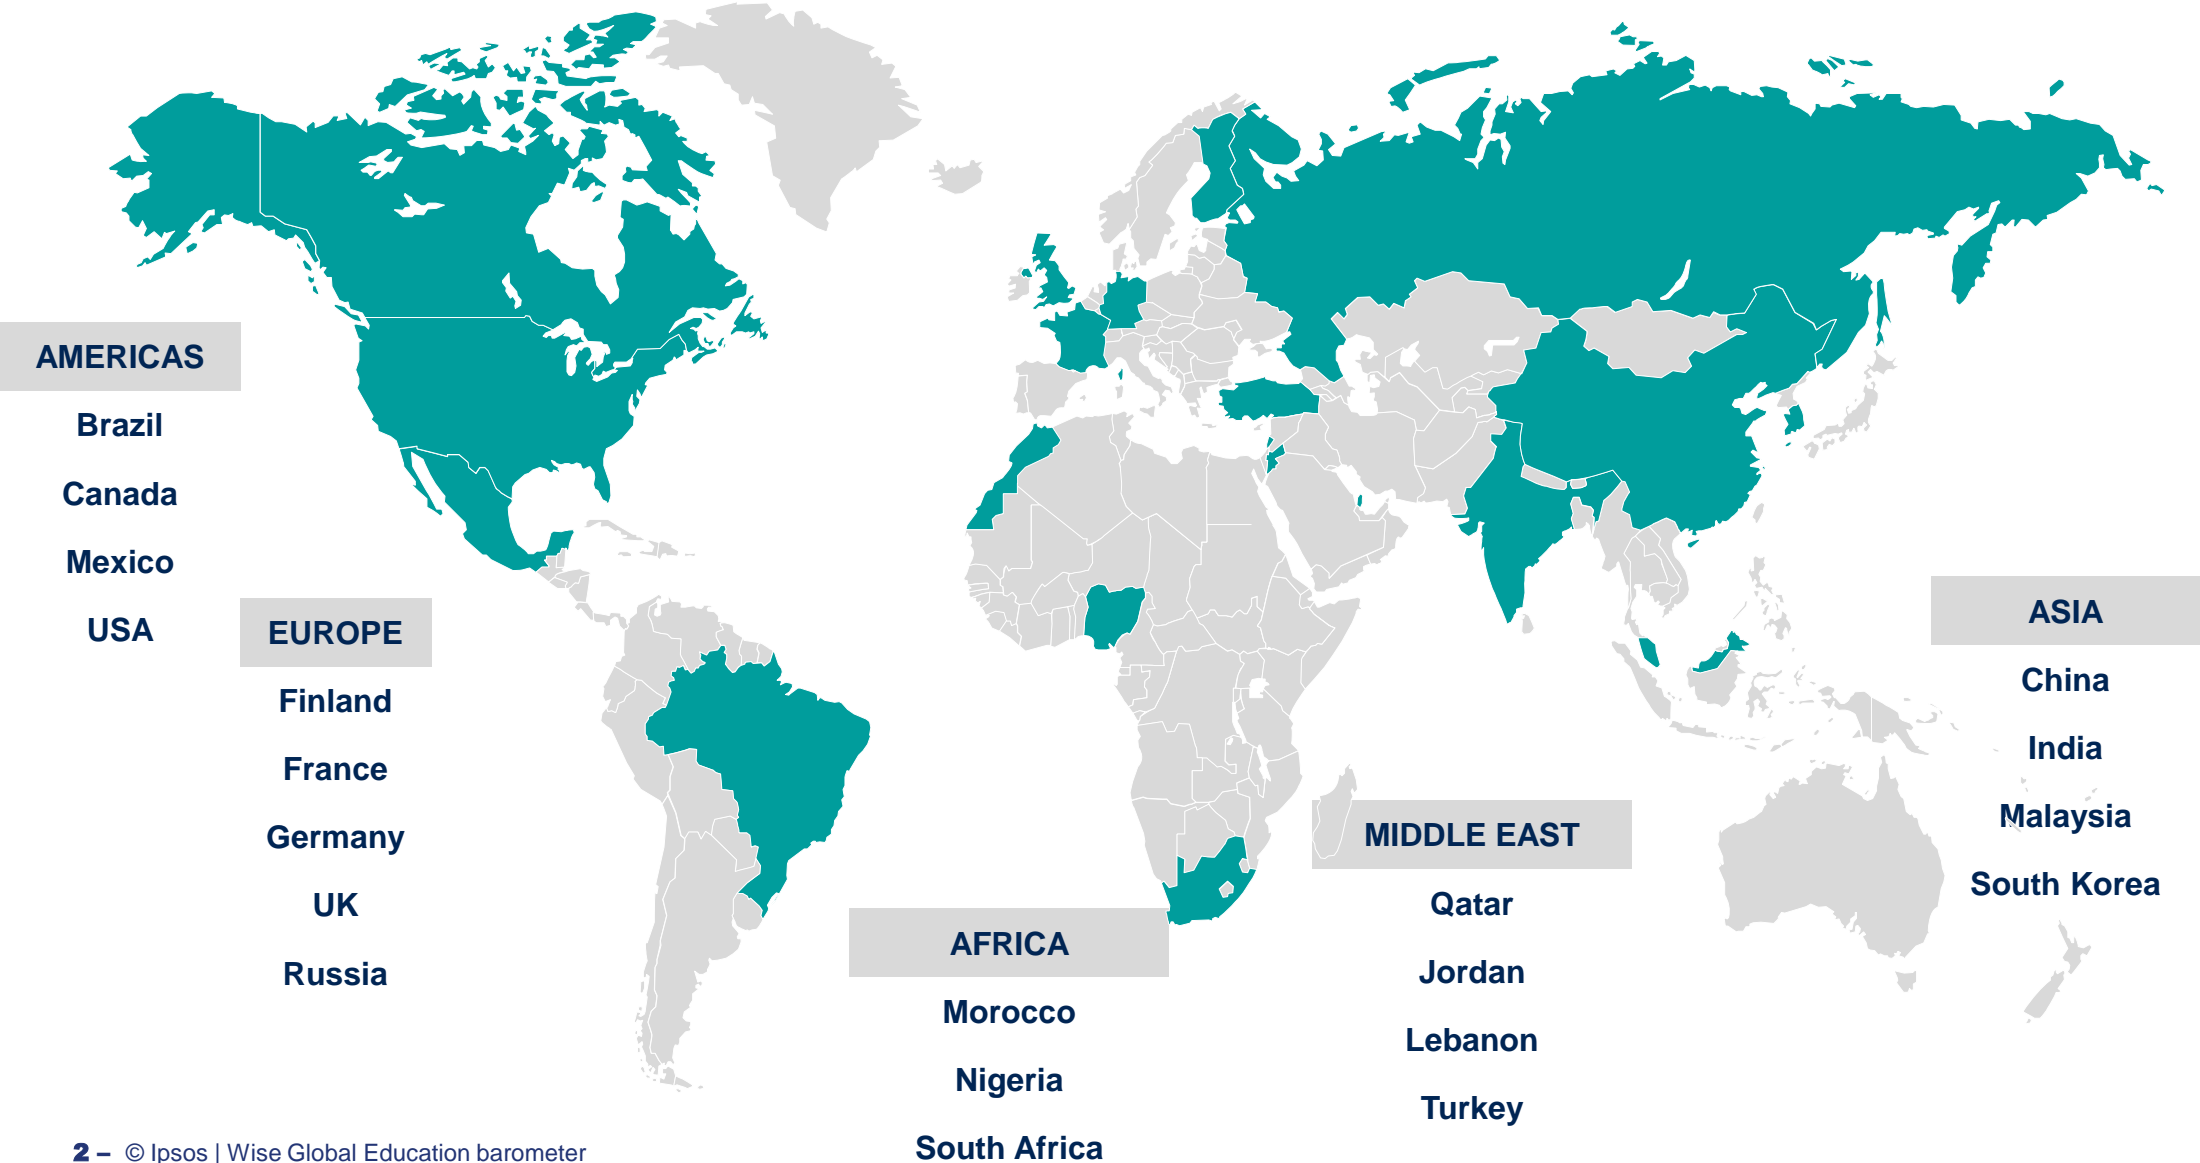 AMERICAS
Brazil
Canada
Mexico
USA
EUROPE
Finland
France
Germany
UK
Russia
AFRICA
Morocco
Nigeria
South Africa
MIDDLE EAST
Qatar
Jordan
Lebanon
Turkey
ASIA
China
India
Malaysia
South Korea
2 – © Ipsos | Wise Global Education barometer